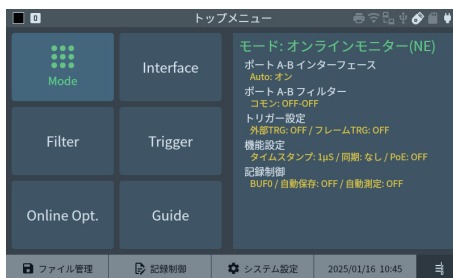 0 トップメニュー
Mode
Interface
Filter
Trigger
Online Opt.
Guide
モード: オンラインモニター(NE)
ポート A-B インターフェース
Auto: オン
ポート A-B フィルター
コモン: OFF-OFF
トリガー設定
外部TRG: OFF / フレームTRG: OFF
機能設定
タイムスタンプ: 1μS / 同期: なし / PoE: OFF
記録制御
BUF0 / 自動保存: OFF / 自動測定: OFF
ファイル管理 記録制御 システム設定 2025/01/16 10:45